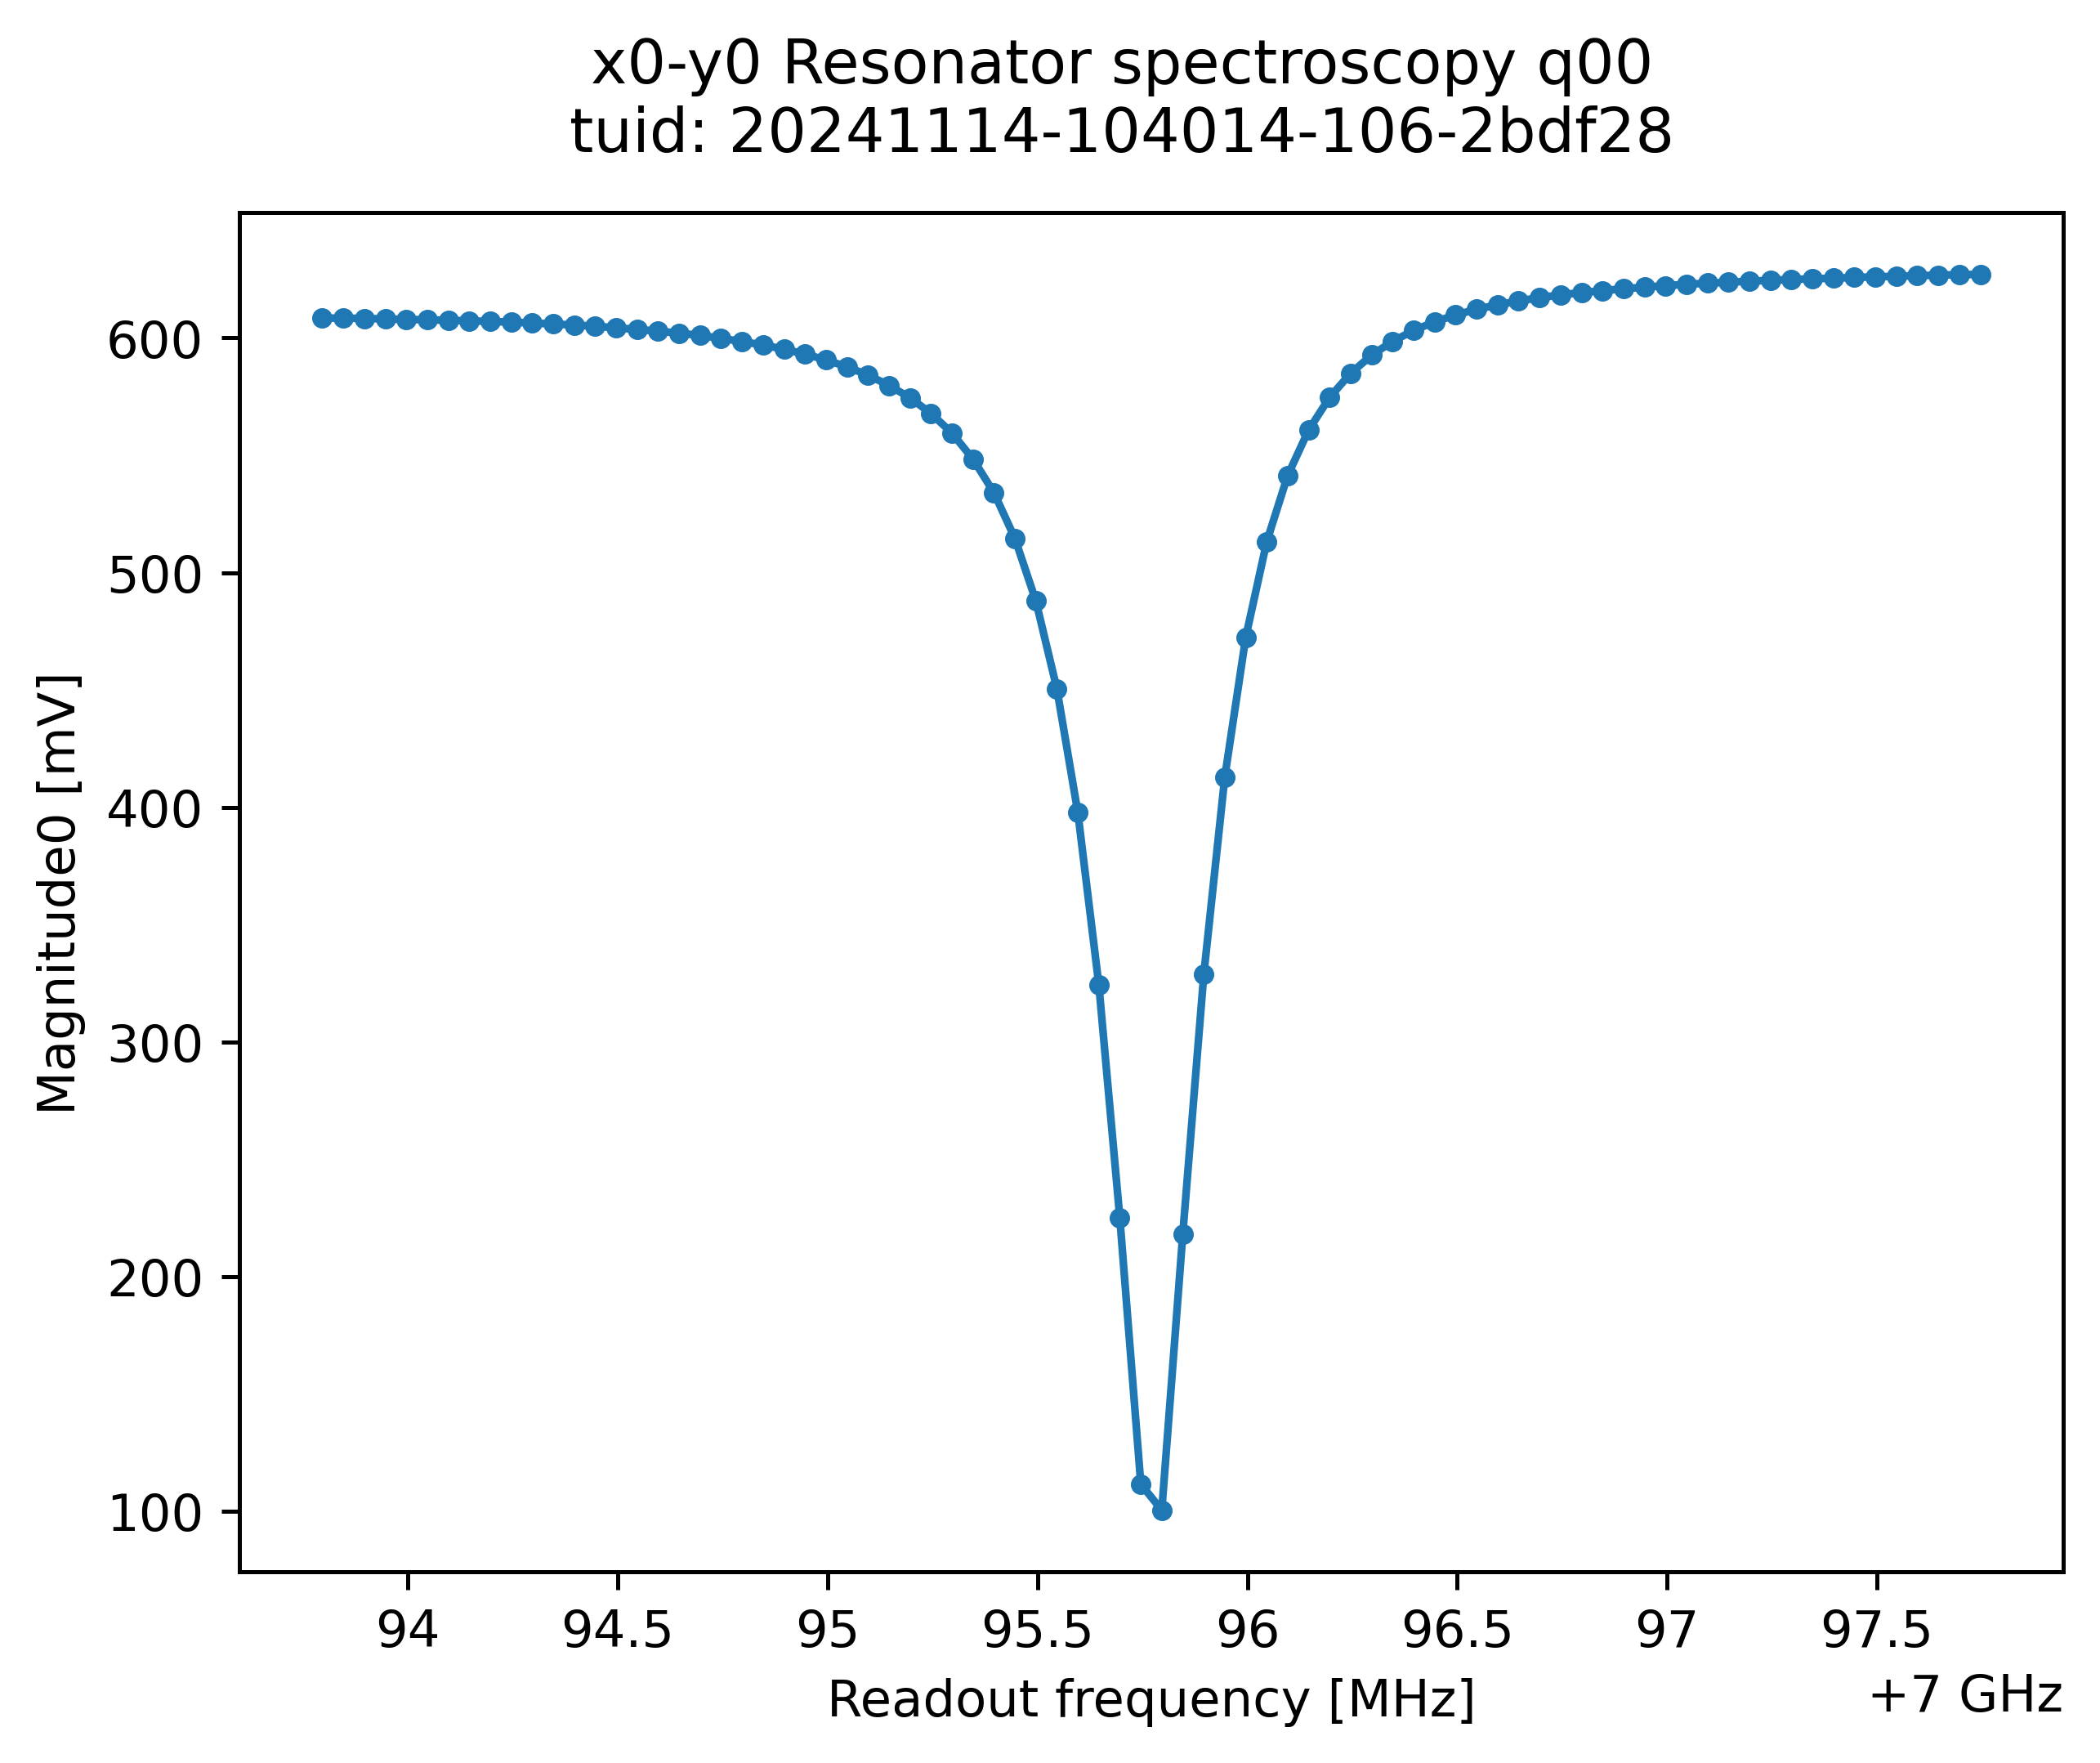 x0-y0 Resonator spectroscopy q00
tuid: 20241114-104014-106-2bdf28
Magnitude0 [mV]
600
500
400
300
200
100
94
94.5
95
95.5
96
96.5
97
97.5
Readout frequency [MHz]
+7 GHz